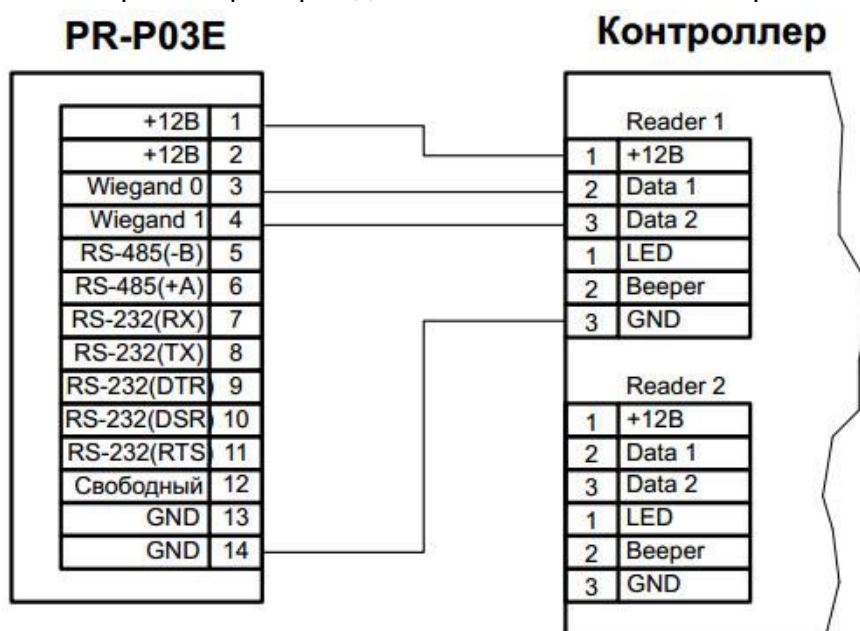 PR-P03E
+12В 1
+12В 2
Wiegand 0 3
Wiegand 1 4
RS-485(-B) 5
RS-485(+A) 6
RS-232(RX) 7
RS-232(TX) 8
RS-232(DTR) 9
RS-232(DSR) 10
RS-232(RTS) 11
Свободный 12
GND 13
GND 14
Контроллер
Reader 1
1 +12В
2 Data 1
3 Data 2
1 LED
2 Beeper
3 GND
Reader 2
1 +12В
2 Data 1
3 Data 2
1 LED
2 Beeper
3 GND